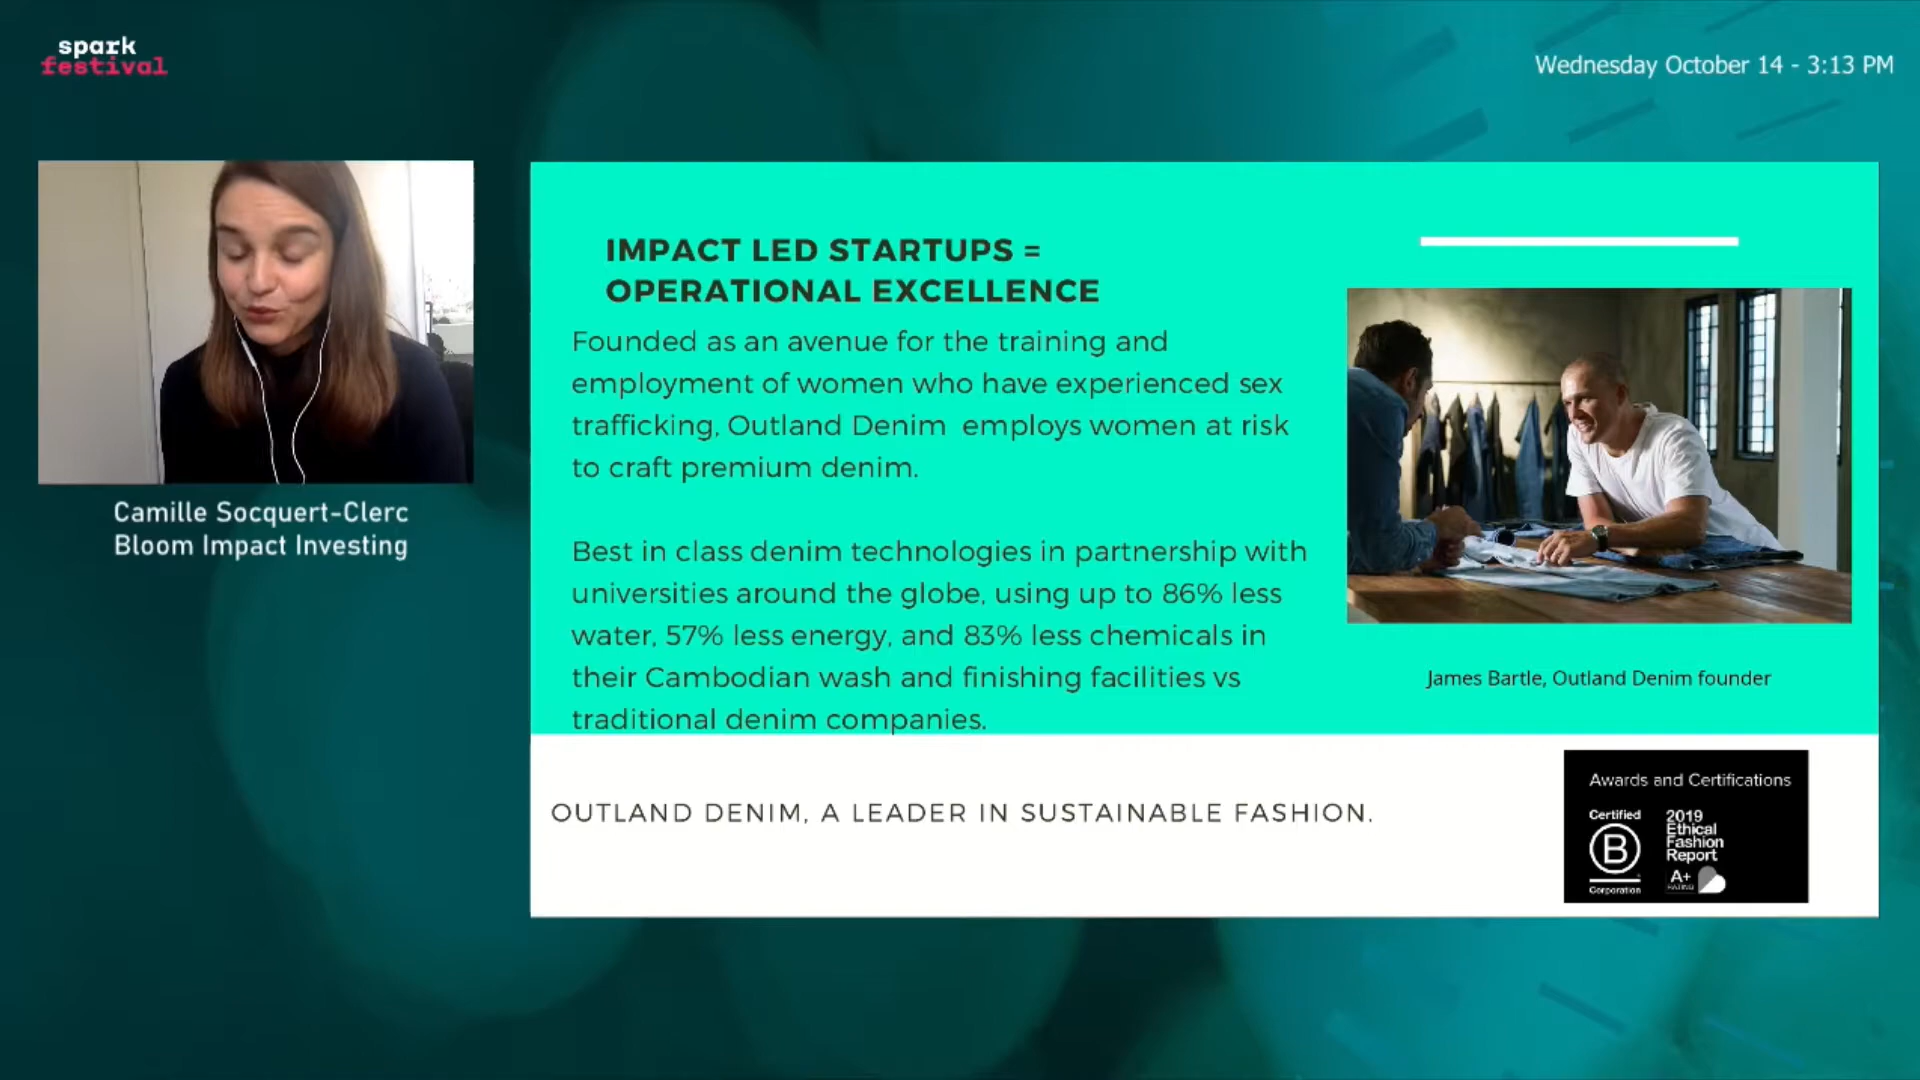 spark
festival
Wednesday October 14 - 3:13 PM
Camille Socquert-Clerc
Bloom Impact Investing
IMPACT LED STARTUPS =
OPERATIONAL EXCELLENCE
Founded as an avenue for the training and
employment of women who have experienced sex
trafficking, Outland Denim employs women at risk
to craft premium denim.
Best in class denim technologies in partnership with
universities around the globe, using up to 86% less
water, 57% less energy, and 83% less chemicals in
their Cambodian wash and finishing facilities vs
traditional denim companies.
James Bartle, Outland Denim founder
OUTLAND DENIM, A LEADER IN SUSTAINABLE FASHION.
Awards and Certifications
Certified
B
Corporation
2019
Ethical
Fashion
Report
A+
RATING